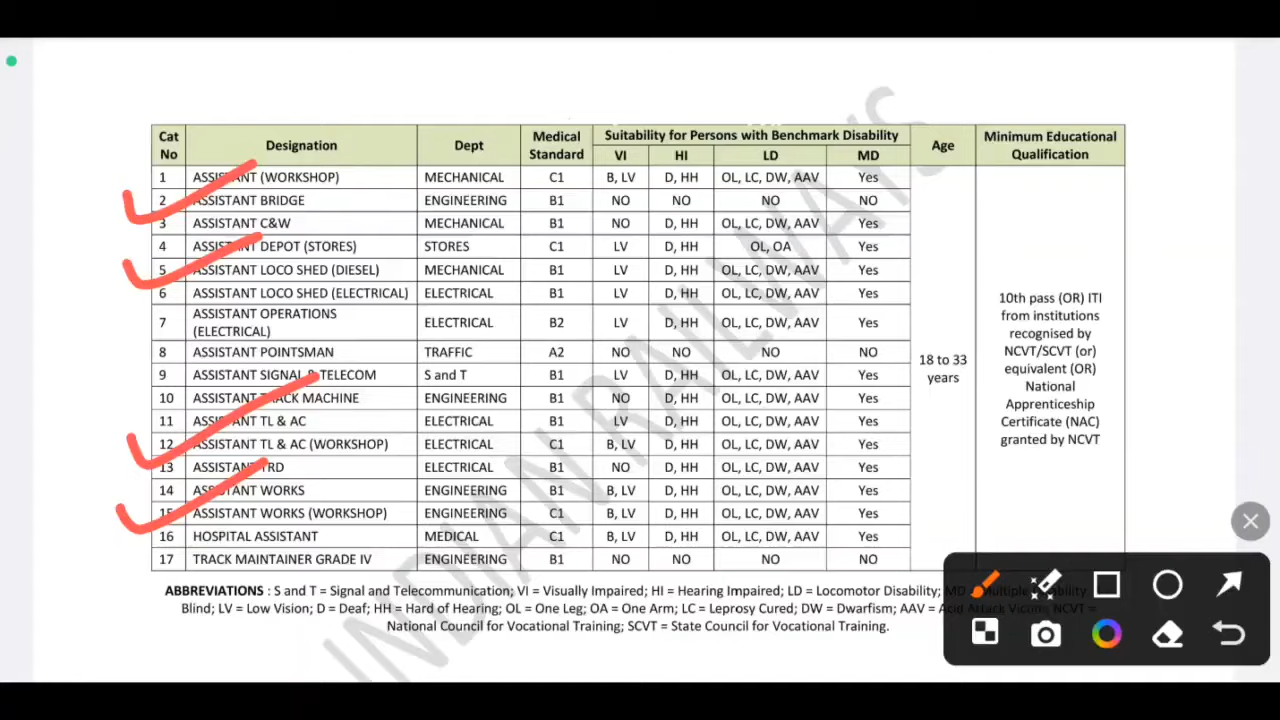 Cat No | Designation | Dept | Medical Standard | Suitability for Persons with Benchmark Disability | Age | Minimum Educational Qualification
VI | HI | LD | MD
1 | ASSISTANT (WORKSHOP) | MECHANICAL | C1 | B, LV | D, HH | OL, LC, DW, AAV | Yes
2 | ASSISTANT BRIDGE | ENGINEERING | B1 | NO | NO | NO | NO
3 | ASSISTANT C&W | MECHANICAL | B1 | NO | D, HH | OL, LC, DW, AAV | Yes
4 | ASSISTANT DEPOT (STORES) | STORES | C1 | LV | D, HH | OL, OA | Yes
5 | ASSISTANT LOCO SHED (DIESEL) | MECHANICAL | B1 | LV | D, HH | OL, LC, DW, AAV | Yes
6 | ASSISTANT LOCO SHED (ELECTRICAL) | ELECTRICAL | B1 | LV | D, HH | OL, LC, DW, AAV | Yes
7 | ASSISTANT OPERATIONS (ELECTRICAL) | ELECTRICAL | B2 | LV | D, HH | OL, LC, DW, AAV | Yes
8 | ASSISTANT POINTSMAN | TRAFFIC | A2 | NO | NO | NO | NO
9 | ASSISTANT SIGNAL & TELECOM | S and T | B1 | LV | D, HH | OL, LC, DW, AAV | Yes
10 | ASSISTANT TRACK MACHINE | ENGINEERING | B1 | NO | D, HH | OL, LC, DW, AAV | Yes
11 | ASSISTANT TL & AC | ELECTRICAL | B1 | LV | D, HH | OL, LC, DW, AAV | Yes
12 | ASSISTANT TL & AC (WORKSHOP) | ELECTRICAL | C1 | B, LV | D, HH | OL, LC, DW, AAV | Yes
13 | ASSISTANT TRD | ELECTRICAL | B1 | NO | D, HH | OL, LC, DW, AAV | Yes
14 | ASSISTANT WORKS | ENGINEERING | B1 | B, LV | D, HH | OL, LC, DW, AAV | Yes
15 | ASSISTANT WORKS (WORKSHOP) | ENGINEERING | C1 | B, LV | D, HH | OL, LC, DW, AAV | Yes
16 | HOSPITAL ASSISTANT | MEDICAL | C1 | B, LV | D, HH | OL, LC, DW, AAV | Yes
17 | TRACK MAINTAINER GRADE IV | ENGINEERING | B1 | NO | NO | NO | NO
18 to 33
years
10th pass (OR) ITI
from institutions
recognised by
NCVT/SCVT (or)
equivalent (OR)
National
Apprenticeship
Certificate (NAC)
granted by NCVT
ABBREVIATIONS : S and T = Signal and Telecommunication; VI = Visually Impaired; HI = Hearing Impaired; LD = Locomotor Disability; MD = Multiple Disability
Blind; LV = Low Vision; D = Deaf; HH = Hard of Hearing; OL = One Leg; OA = One Arm; LC = Leprosy Cured; DW = Dwarfism; AAV = Acid Attack Victim; NCVT =
National Council for Vocational Training; SCVT = State Council for Vocational Training.
INDIAN RAILWAYS